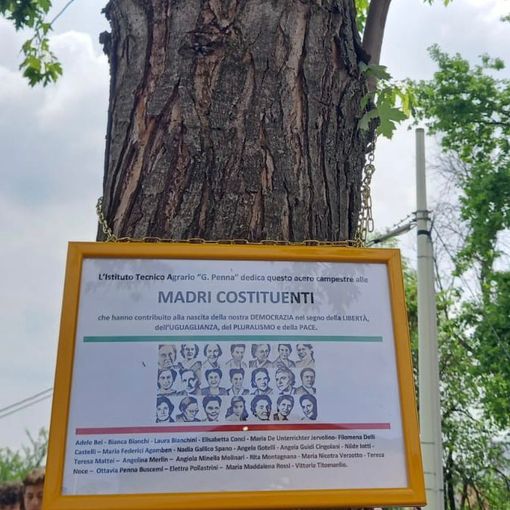 L'Istituto Tecnico Agrario "G. Penna" dedica questo acero campestre alle
MADRI COSTITUENTI
che hanno contribuito alla nascita della nostra DEMOCRAZIA nel segno della LIBERTÀ,
dell'UGUAGLIANZA, del PLURALISMO e della PACE.
Adele Bei - Bianca Bianchi - Laura Bianchini - Elisabetta Conci - Maria De Unterrichter Jervolino- Filomena Delli
Castelli – Maria Federici Agamben - Nadia Gallico Spano - Angela Gotelli - Angela Guidi Cingolani - Nilde Iotti -
Teresa Mattei – Angelina Merlin – Angiola Minella Molinari - Rita Montagnana - Maria Nicotra Verzotto - Teresa
Noce – Ottavia Penna Buscemi – Elettra Pollastrini – Maria Maddalena Rossi - Vittoria Titomanlio.